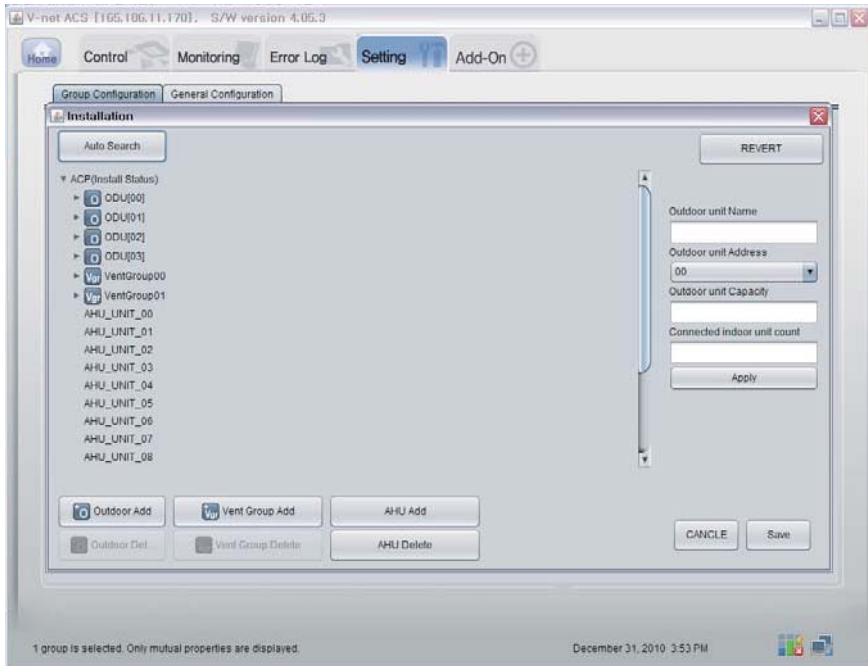 V-net ACS [165.186.11.170], S/W version 4.05.3
Home
Control
Monitoring
Error Log
Setting
Add-On
Group Configuration
General Configuration
Installation
Auto Search
REVERT
ACP(Install Status)
ODU[00]
ODU[01]
ODU[02]
ODU[03]
Vgr VentGroup00
Vgr VentGroup01
AHU_UNIT_00
AHU_UNIT_01
AHU_UNIT_02
AHU_UNIT_03
AHU_UNIT_04
AHU_UNIT_05
AHU_UNIT_06
AHU_UNIT_07
AHU_UNIT_08
Outdoor unit Name
Outdoor unit Address
00
Outdoor unit Capacity
Connected indoor unit count
Apply
Outdoor Add
Vgr Vent Group Add
AHU Add
Outdoor Del...
Vent Group Delete
AHU Delete
CANCLE
Save
1 group is selected. Only mutual properties are displayed.
December 31, 2010 3:53 PM